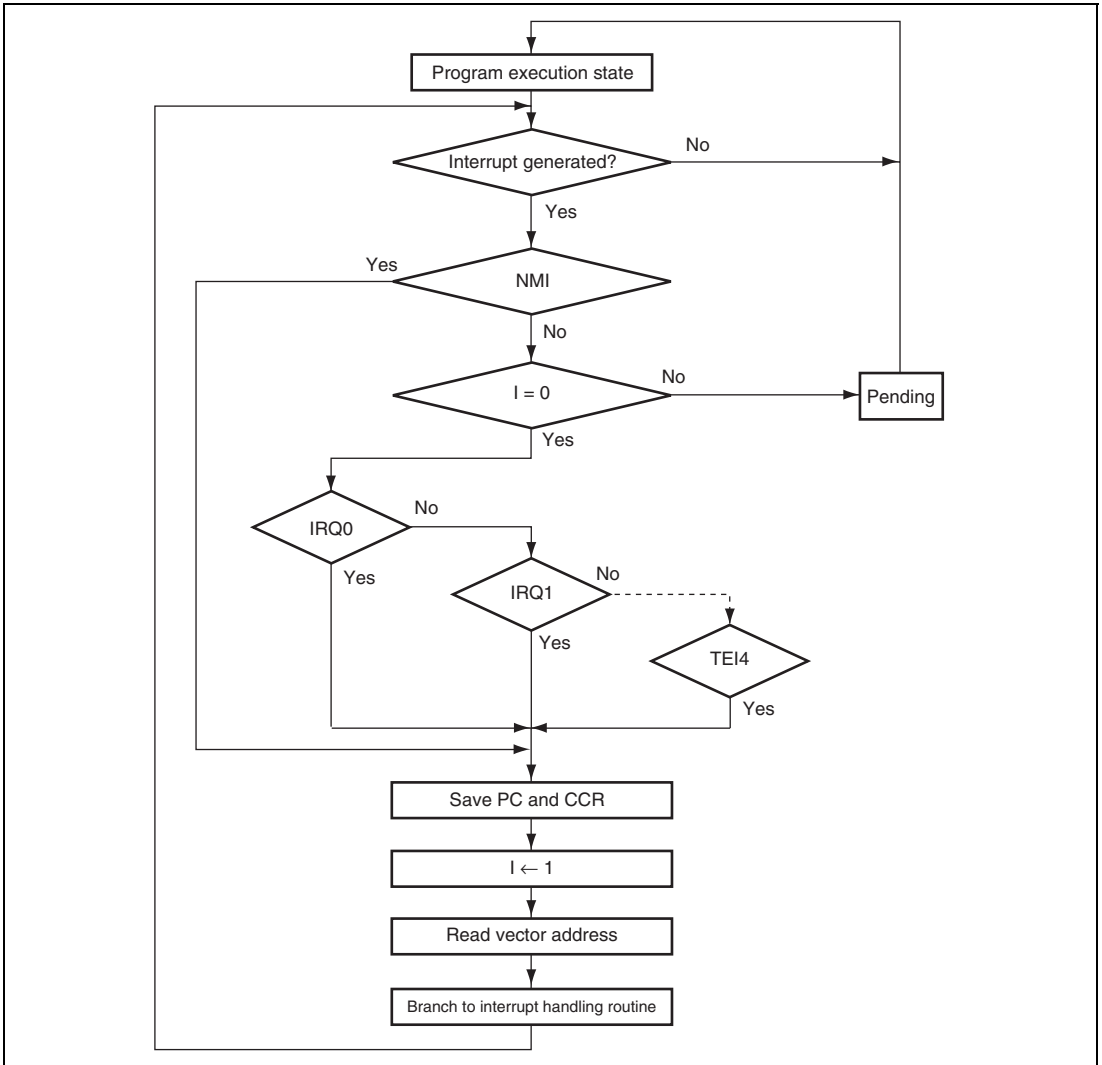 Program execution state
Interrupt generated?
No
Yes
Yes
NMI
No
I = 0
No
Pending
Yes
IRQ0
No
Yes
IRQ1
No
Yes
TEI4
Yes
Save PC and CCR
I ← 1
Read vector address
Branch to interrupt handling routine